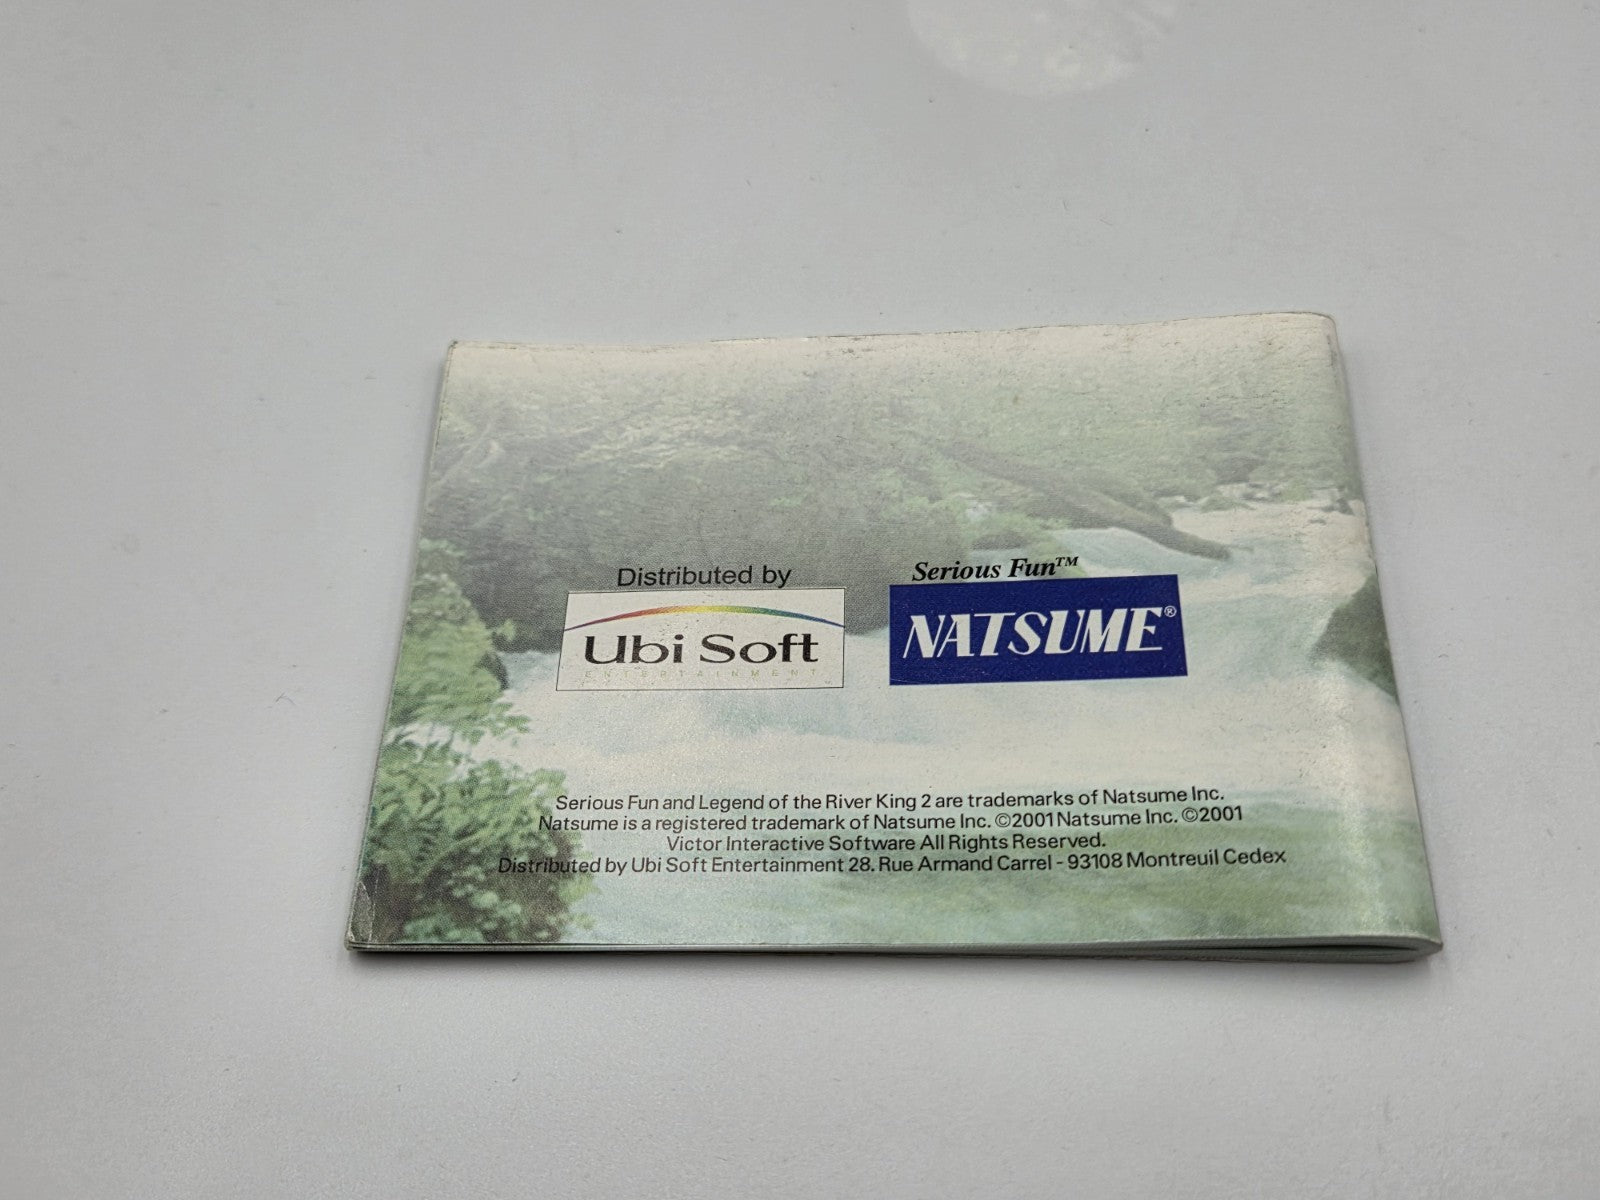 Distributed by
Ubi Soft
ENTERTAINMENT
Serious Fun™
NATSUME®
Serious Fun and Legend of the River King 2 are trademarks of Natsume Inc.
Natsume is a registered trademark of Natsume Inc. ©2001 Natsume Inc. ©2001
Victor Interactive Software All Rights Reserved.
Distributed by Ubi Soft Entertainment 28. Rue Armand Carrel - 93108 Montreuil Cedex